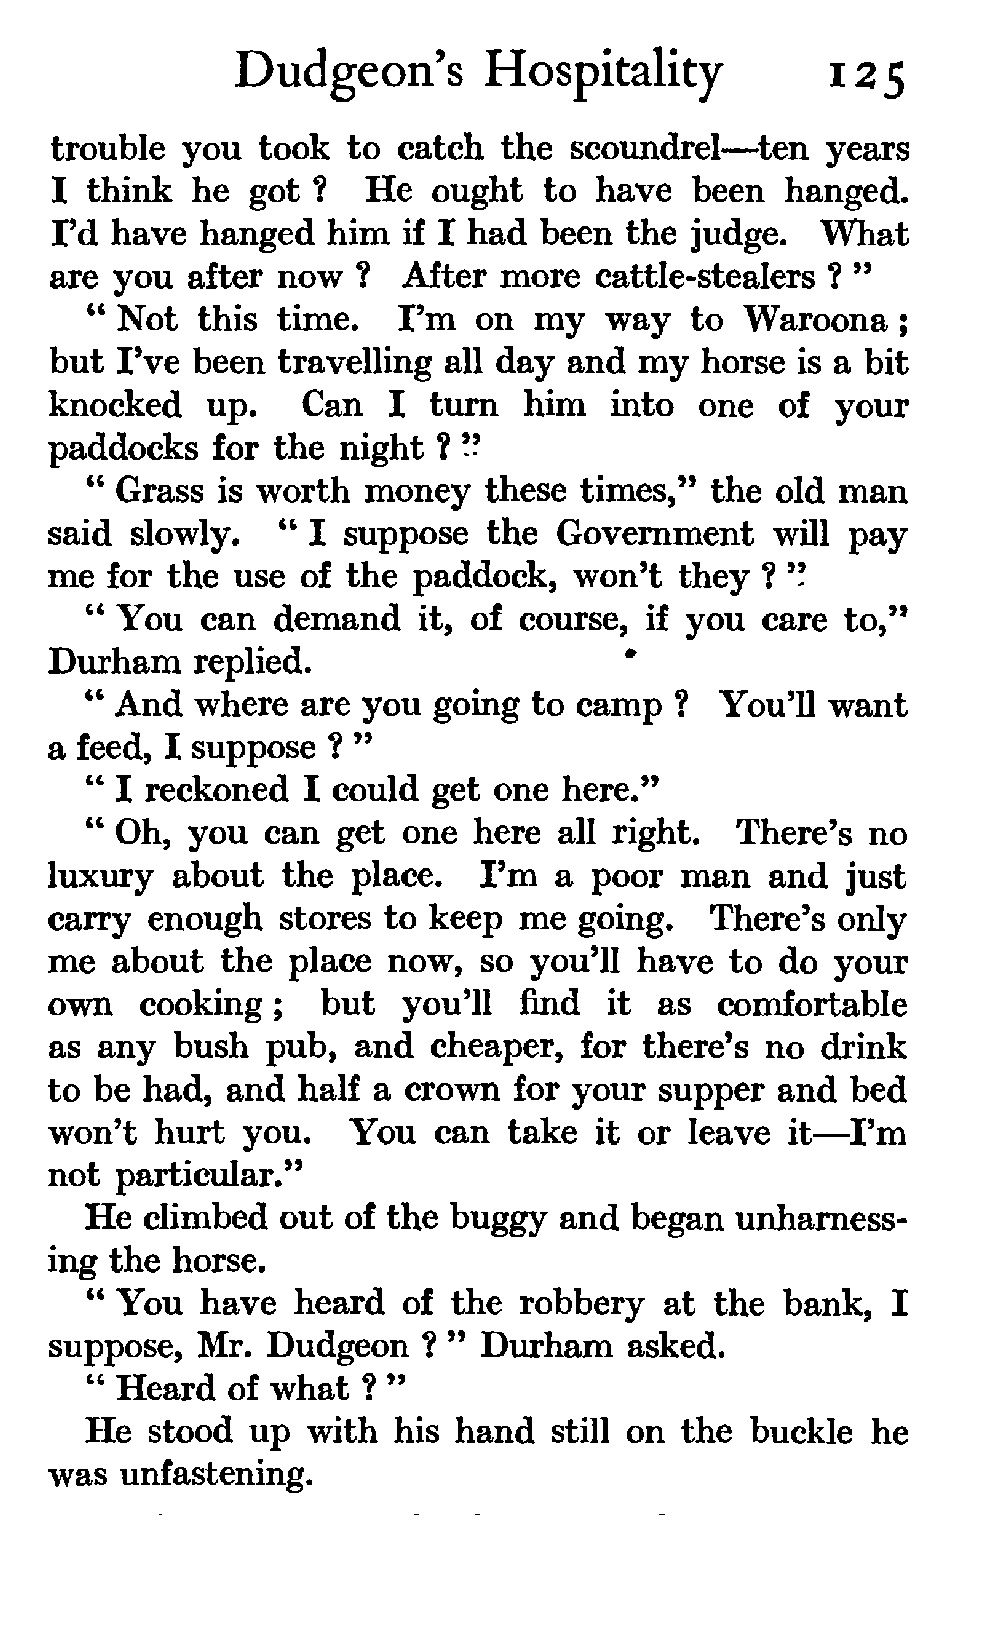 Dudgeon's Hospitality 125
trouble you took to catch the scoundrel—ten years
I think he got ? He ought to have been hanged.
I'd have hanged him if I had been the judge. What
are you after now ? After more cattle-stealers ? "
" Not this time. I'm on my way to Waroona ;
but I've been travelling all day and my horse is a bit
knocked up. Can I turn him into one of your
paddocks for the night ? "
" Grass is worth money these times," the old man
said slowly. " I suppose the Government will pay
me for the use of the paddock, won't they ? "
" You can demand it, of course, if you care to,"
Durham replied.
" And where are you going to camp ? You'll want
a feed, I suppose ? "
" I reckoned I could get one here."
" Oh, you can get one here all right. There's no
luxury about the place. I'm a poor man and just
carry enough stores to keep me going. There's only
me about the place now, so you'll have to do your
own cooking ; but you'll find it as comfortable
as any bush pub, and cheaper, for there's no drink
to be had, and half a crown for your supper and bed
won't hurt you. You can take it or leave it—I'm
not particular."
He climbed out of the buggy and began unharness-
ing the horse.
" You have heard of the robbery at the bank, I
suppose, Mr. Dudgeon ? " Durham asked.
" Heard of what ? "
He stood up with his hand still on the buckle he
was unfastening.